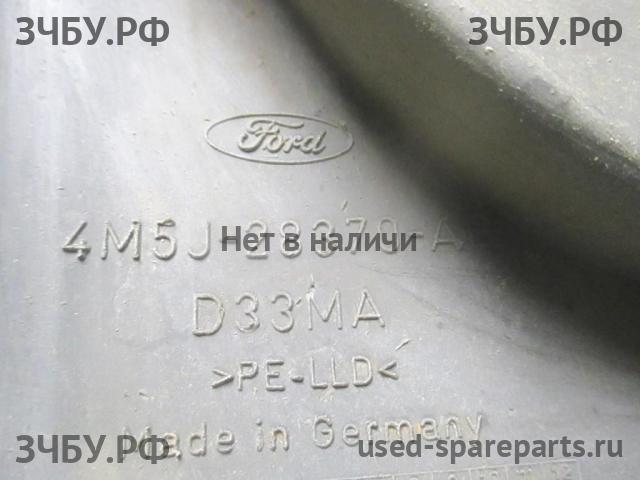 ЗЧБУ.РФ ЗЧБУ.РФ
Ford
4M5J-28370-A
Нет в наличи
D33MA
>PE-LLD<
Made in Germany
ЗЧБУ.РФ used-spareparts.ru